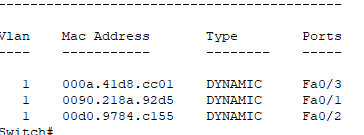 -------------------------------------------
Vlan    Mac Address       Type        Ports
----    -----------       --------    -----
   1    000a.41d8.cc01    DYNAMIC     Fa0/3
   1    0090.218a.92d5    DYNAMIC     Fa0/1
   1    00d0.9784.c155    DYNAMIC     Fa0/2
Switch#